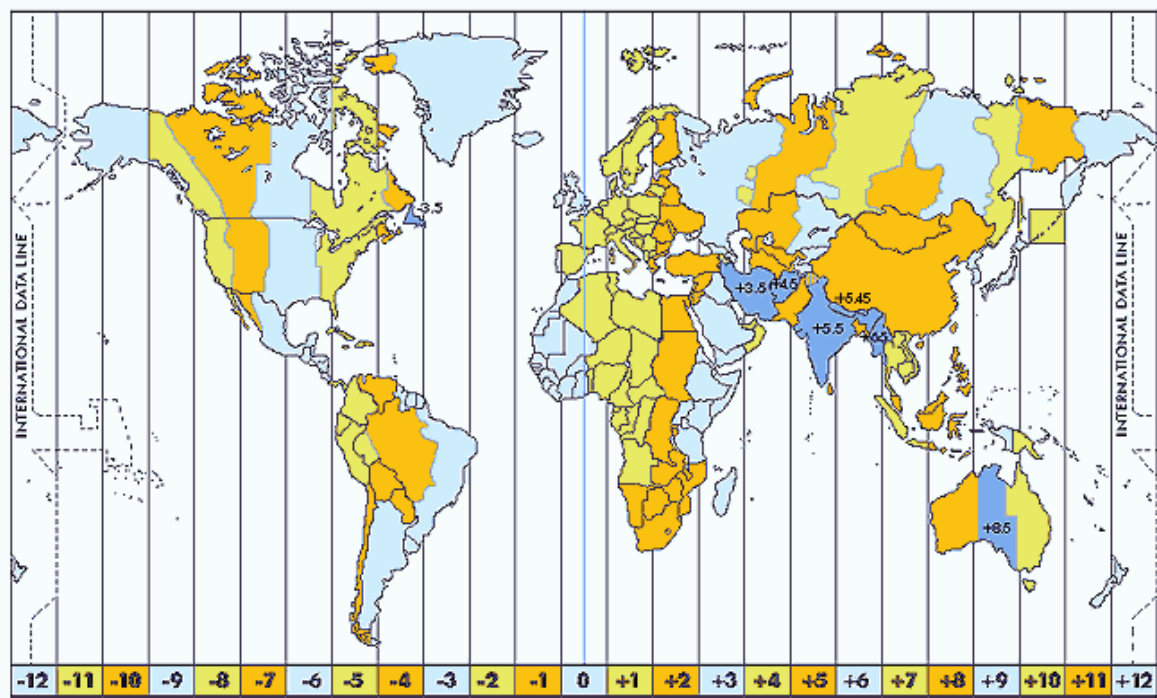 -3.5
+3.5
+4.5
+5.45
+5.5
+6.5
+8.5
INTERNATIONAL DATA LINE
INTERNATIONAL DATA LINE
-12 -11 -10 -9 -8 -7 -6 -5 -4 -3 -2 -1 0 +1 +2 +3 +4 +5 +6 +7 +8 +9 +10 +11 +12